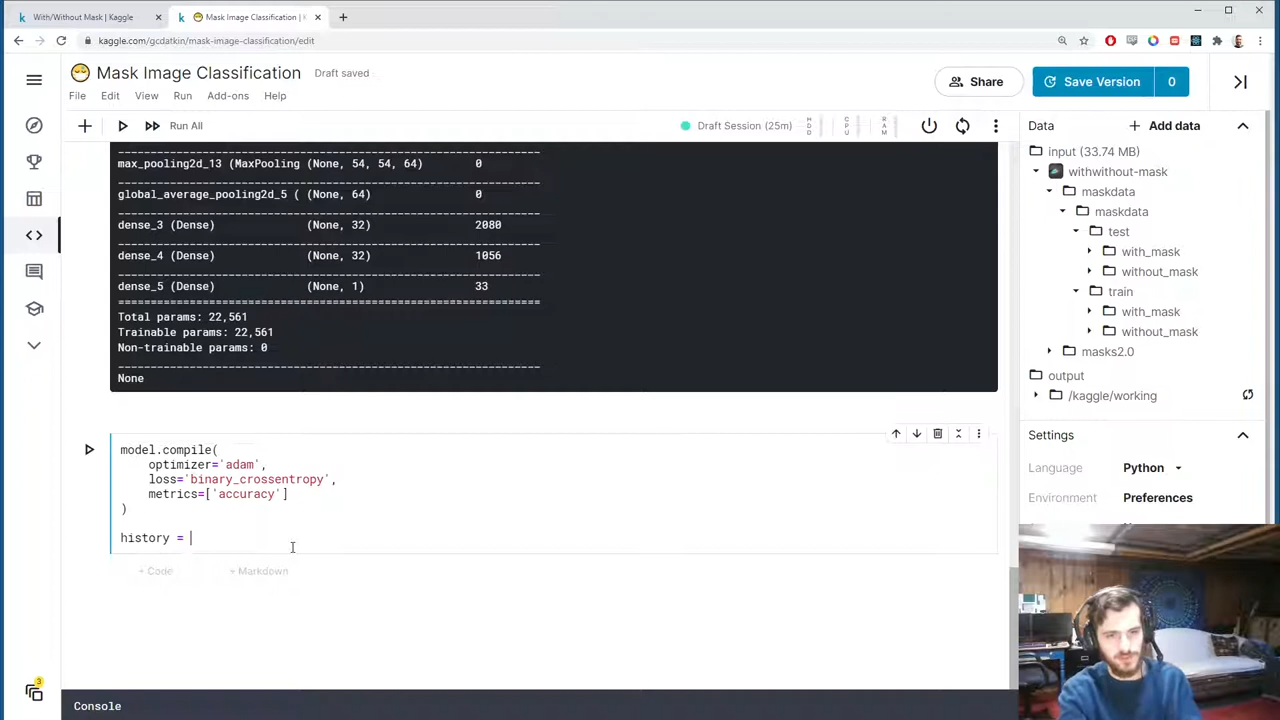 With/Without Mask | Kaggle
Mask Image Classification | K
kaggle.com/gcdatkin/mask-image-classification/edit
Mask Image Classification
Draft saved
Share
Save Version
0
File
Edit
View
Run
Add-ons
Help
Run All
Draft Session (25m)
HDD
CPU
RAM
max_pooling2d_13 (MaxPooling (None, 54, 54, 64) 0
global_average_pooling2d_5 ( (None, 64) 0
dense_3 (Dense) (None, 32) 2080
dense_4 (Dense) (None, 32) 1056
dense_5 (Dense) (None, 1) 33
Total params: 22,561
Trainable params: 22,561
Non-trainable params: 0
None
model.compile(
optimizer='adam',
loss='binary_crossentropy',
metrics=['accuracy']
)
history =
+ Code
+ Markdown
Console
3
Data
Add data
input (33.74 MB)
withwithout-mask
maskdata
maskdata
test
with_mask
without_mask
train
with_mask
without_mask
masks2.0
output
/kaggle/working
Settings
Language
Python
Environment
Preferences